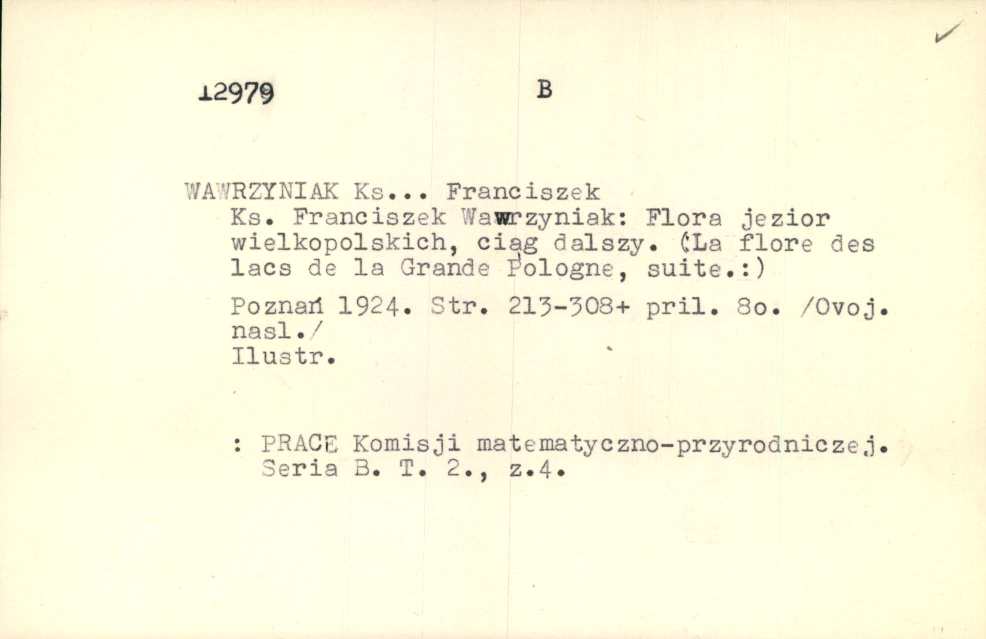 12979 B
WAWRZYNIAK Ks... Franciszek
Ks. Franciszek Wawrzyniak: Flora jezior
wielkopolskich, ciąg dalszy. (La flore des
lacs de la Grande Pologne, suite.:)
Poznań 1924. Str. 213-308+ pril. 8o. /Ovoj.
nasl./
Ilustr.
: PRACE Komisji matematyczno-przyrodniczej.
Seria B. T. 2., z.4.